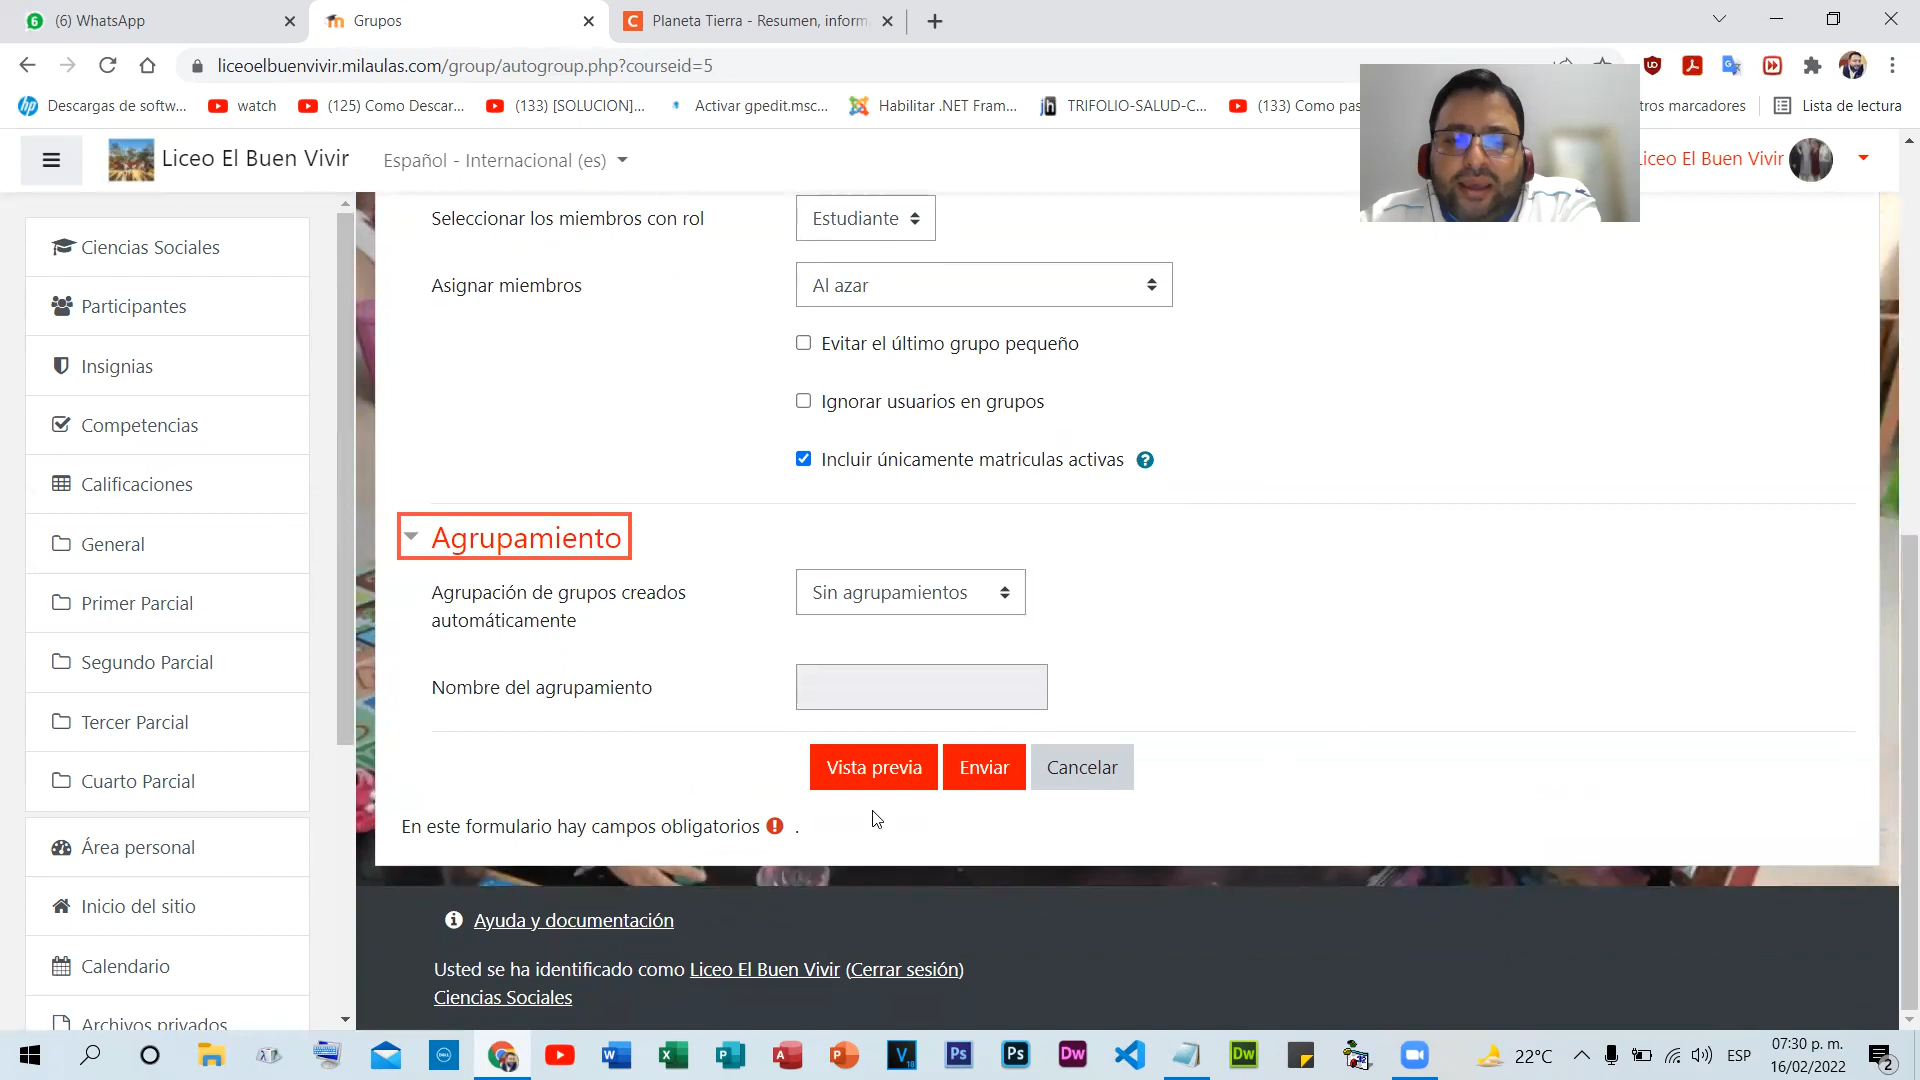 (6) WhatsApp
Grupos
Planeta Tierra - Resumen, inform
liceoelbuenvivir.milaulas.com/group/autogroup.php?courseid=5
Descargas de softw...
watch
(125) Como Descar...
(133) [SOLUCION]...
Activar gpedit.msc...
Habilitar .NET Fram...
TRIFOLIO-SALUD-C...
(133) Como pas
tros marcadores
Lista de lectura
Liceo El Buen Vivir
Español - Internacional (es)
Liceo El Buen Vivir
Ciencias Sociales
Participantes
Insignias
Competencias
Calificaciones
General
Primer Parcial
Segundo Parcial
Tercer Parcial
Cuarto Parcial
Área personal
Inicio del sitio
Calendario
Archivos privados
Seleccionar los miembros con rol
Estudiante
Asignar miembros
Al azar
Evitar el último grupo pequeño
Ignorar usuarios en grupos
Incluir únicamente matriculas activas
Agrupamiento
Agrupación de grupos creados
automáticamente
Sin agrupamientos
Nombre del agrupamiento
Vista previa
Enviar
Cancelar
En este formulario hay campos obligatorios .
Ayuda y documentación
Usted se ha identificado como Liceo El Buen Vivir (Cerrar sesión)
Ciencias Sociales
22°C
ESP
07:30 p. m.
16/02/2022
2